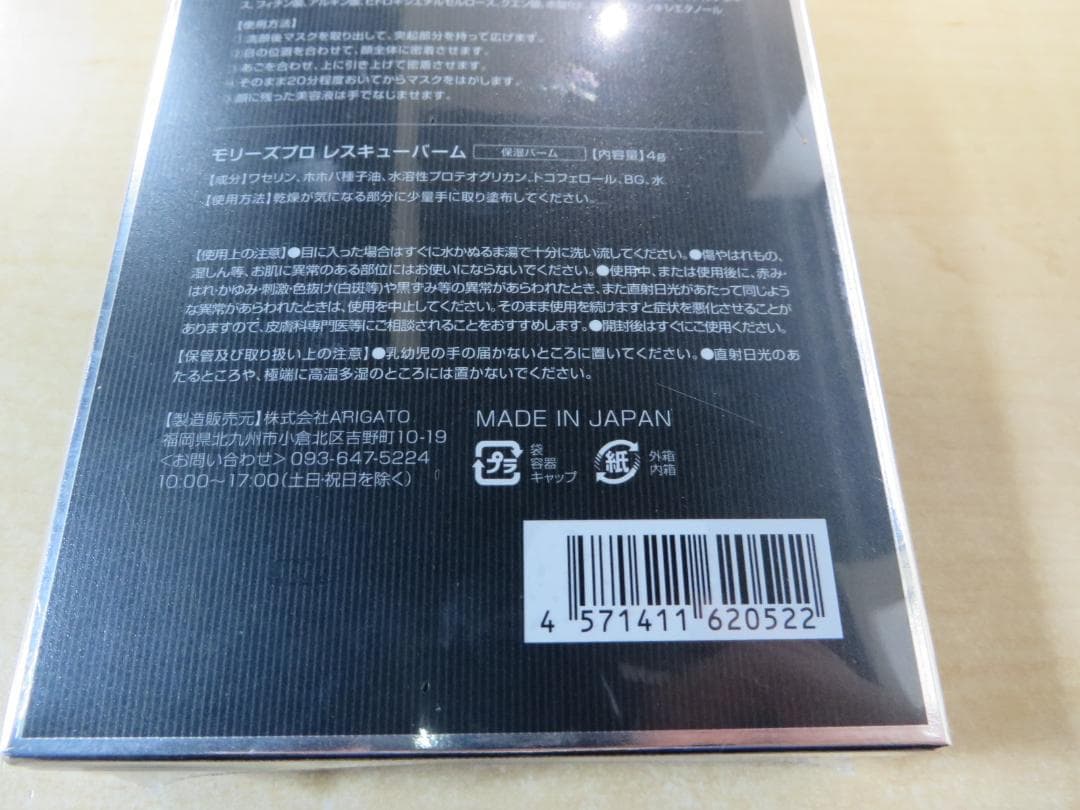 ス、フィチン酸、アルギン酸、ヒドロキシエチルセルロース、クエン酸、
【使用方法】
洗顔後マスクを取り出して、突起部分を持って広げます。
②目の位置を合わせて、顔全体に密着させます。
あごを合わせ、上に引き上げて密着させます。
そのまま20分程度おいてからマスクをはがします。
顔に残った美容液は手でなじませます。
モリーズプロ レスキューバーム 保湿バーム 【内容量】4g
【成分】ワセリン、ホホバ種子油、水溶性プロテオグリカン、トコフェロール、BG、水
【使用方法】乾燥が気になる部分に少量手に取り塗布してください。
【使用上の注意】●目に入った場合はすぐに水かぬるま湯で十分に洗い流してください。●傷やはれもの、
湿しん等、お肌に異常のある部位にはお使いにならないでください。●使用中、または使用後に、赤み・
はれ・かゆみ・刺激・色抜け(白斑等)や黒ずみ等の異常があらわれたとき、また直射日光があたって同じよう
な異常があらわれたときは、使用を中止してください。そのまま使用を続けますと症状を悪化させることが
ありますので、皮膚科専門医等にご相談されることをおすすめします。●開封後はすぐにご使用ください。
【保管及び取り扱い上の注意】●乳幼児の手の届かないところに置いてください。●直射日光のあ
たるところや、極端に高温多湿のところには置かないでください。
【製造販売元】株式会社ARIGATO
福岡県北九州市小倉北区吉野町10-19
<お問い合わせ>093-647-5224
10:00〜17:00(土日・祝日を除く)
MADE IN JAPAN
プラ
袋
容器
キャップ
紙
外箱
内箱
4 571411 620522